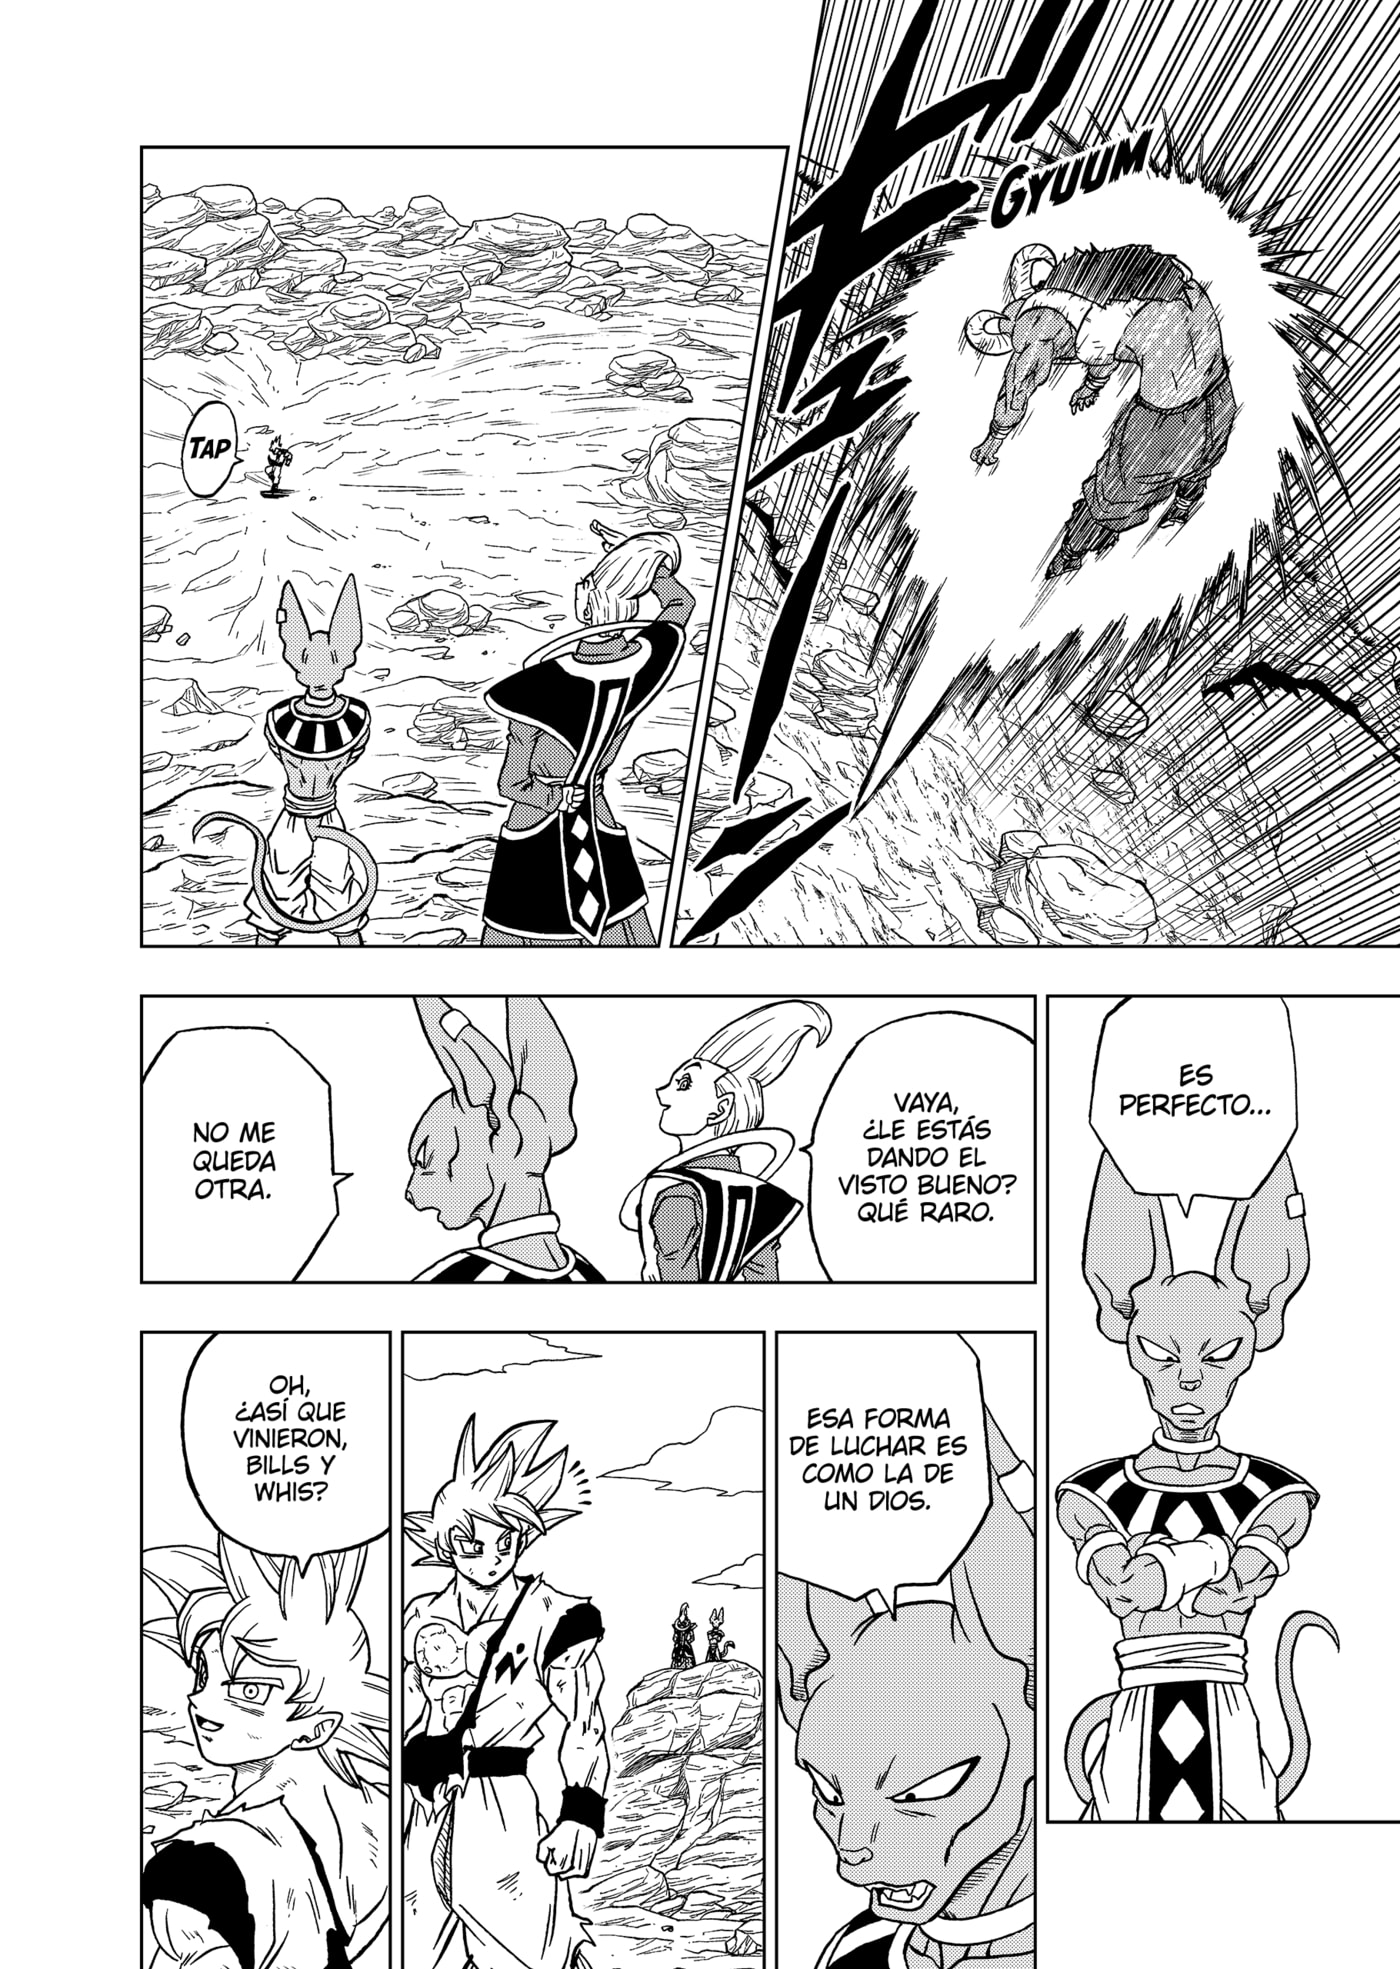 GYUUM
TAP
ES
PERFECTO...
VAYA,
¿LE ESTÁS
DANDO EL
VISTO BUENO?
QUÉ RARO.
NO ME
QUEDA
OTRA.
ESA FORMA
DE LUCHAR ES
COMO LA DE
UN DIOS.
OH,
¿ASÍ QUE
VINIERON,
BILLS Y
WHIS?